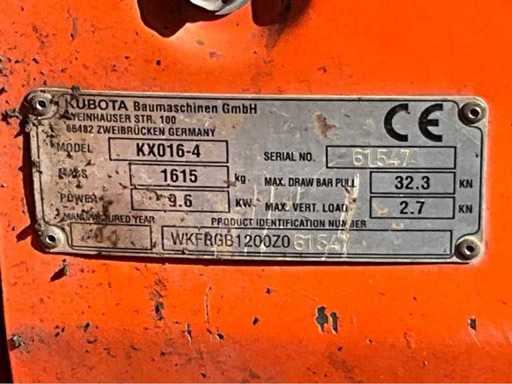 KUBOTA Baumaschinen GmbH
STEINHAUSER STR. 100
66482 ZWEIBRÜCKEN GERMANY
MODEL KX016-4 SERIAL NO. 61547
MASS 1615 kg MAX. DRAW BAR PULL 32.3 KN
POWER 9.6 KW MAX. VERT. LOAD 2.7 KN
MANUFACTURED YEAR PRODUCT IDENTIFICATION NUMBER
WKFRGB1200Z061547
CE